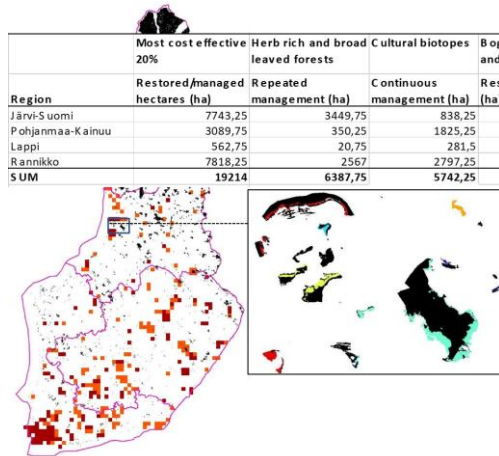 Most cost effective 20% Herb rich and broad leaved forests Cultural biotopes
Region Restored/managed hectares (ha) Repeated management (ha) Continuous management (ha)
Järvi-Suomi 7743,25 3449,75 838,25
Pohjanmaa-Kainuu 3089,75 350,25 1825,25
Lappi 562,75 20,75 281,5
Rannikko 7818,25 2567 2797,25
SUM 19214 6387,75 5742,25